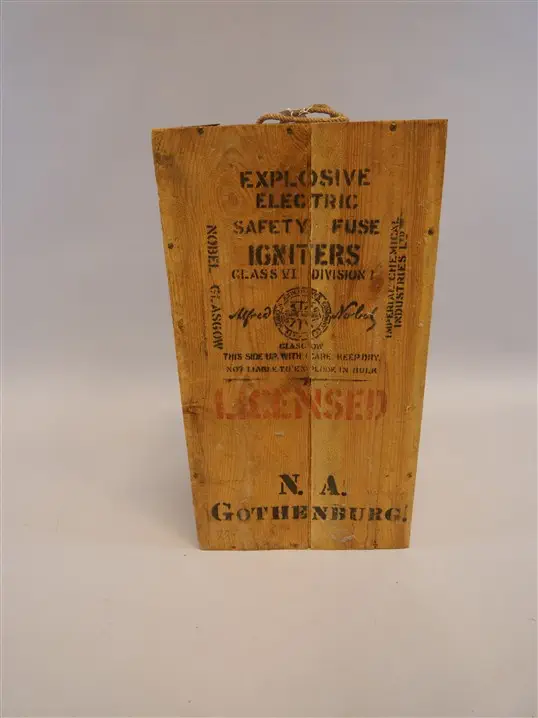 EXPLOSIVE
ELECTRIC
SAFETY FUSE
IGNITERS
CLASS VI DIVISION I
NOBEL GLASGOW
IMPERIAL CHEMICAL
INDUSTRIES LTD
Alfred Nobel
GLASGOW
THIS SIDE UP, WITH CARE, KEEP DRY,
NOT LIABLE TO EXPLODE IN BULK
LICENSED
N. A.
GOTHENBURG.